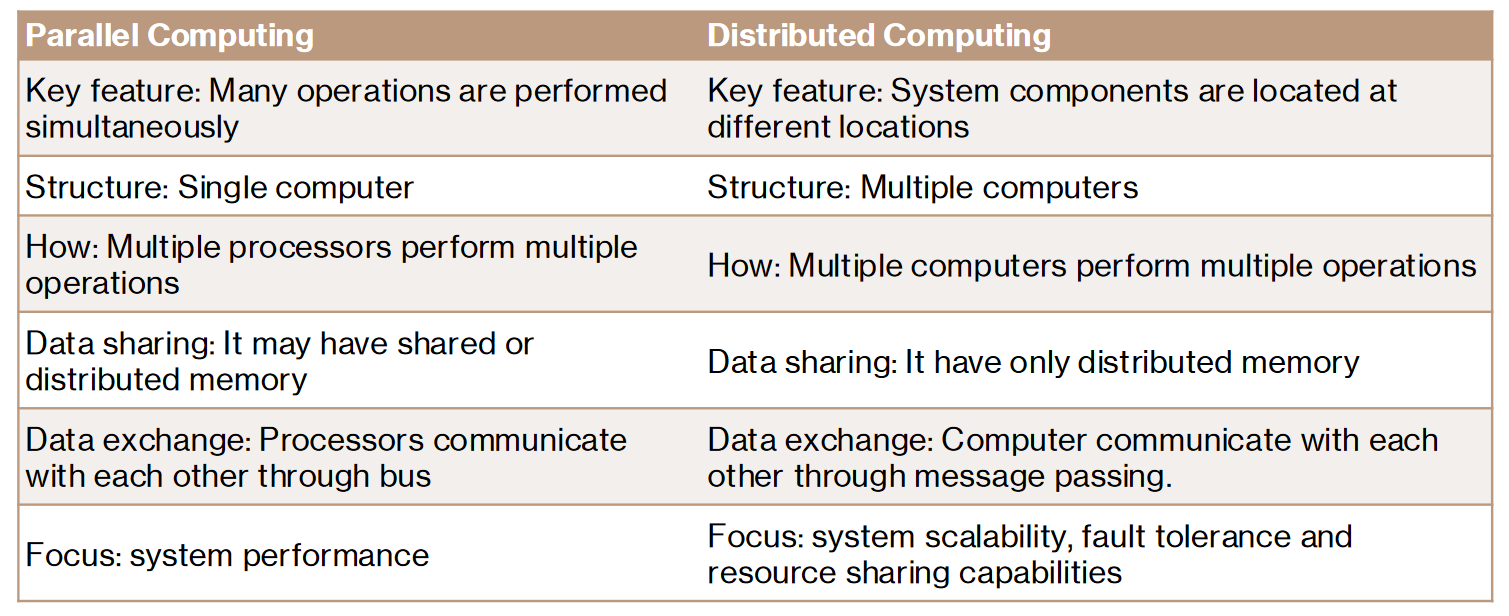 Parallel Computing
Distributed Computing
Key feature: Many operations are performed
simultaneously
Key feature: System components are located at
different locations
Structure: Single computer
Structure: Multiple computers
How: Multiple processors perform multiple
operations
How: Multiple computers perform multiple operations
Data sharing: It may have shared or
distributed memory
Data sharing: It have only distributed memory
Data exchange: Processors communicate
with each other through bus
Data exchange: Computer communicate with each
other through message passing.
Focus: system performance
Focus: system scalability, fault tolerance and
resource sharing capabilities